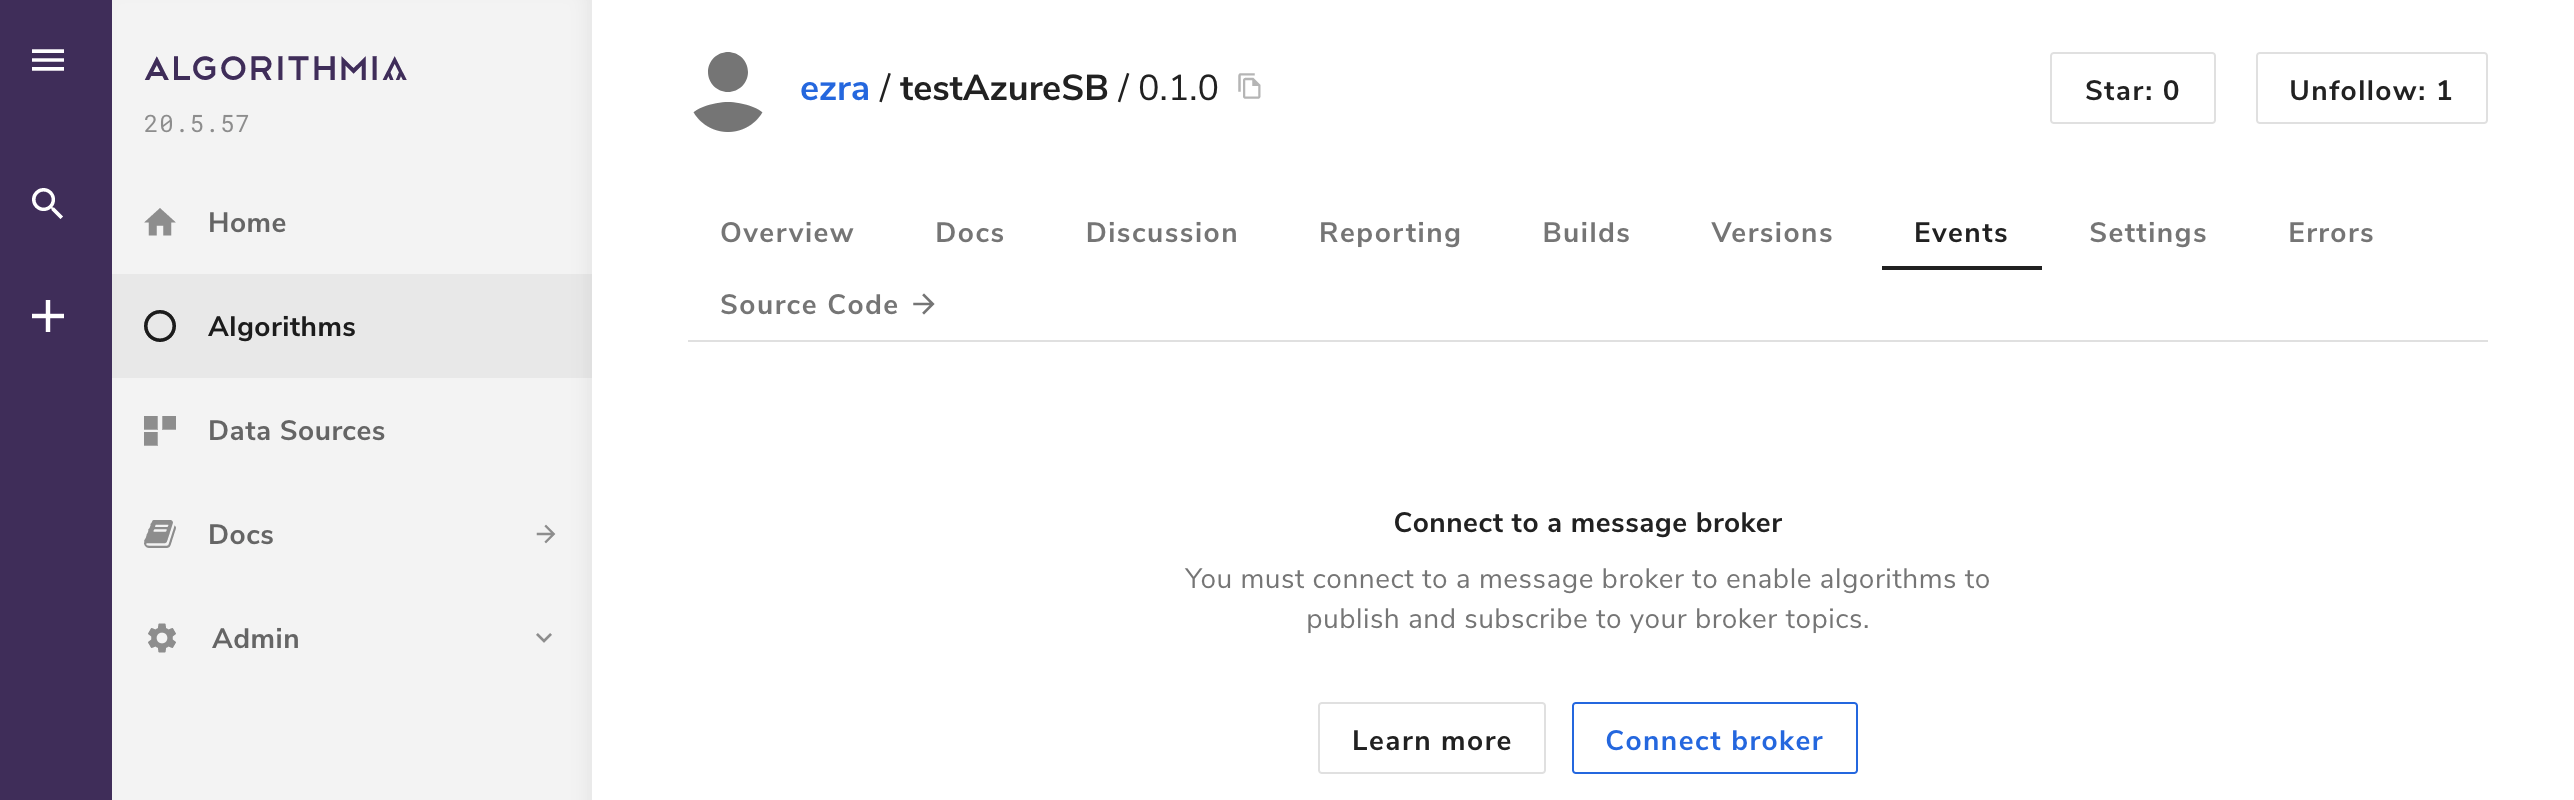 ALGORITHMIA
20.5.57
Home
Algorithms
Data Sources
Docs
Admin
ezra / testAzureSB / 0.1.0
Star: 0
Unfollow: 1
Overview Docs Discussion Reporting Builds Versions Events Settings Errors
Source Code →
Connect to a message broker
You must connect to a message broker to enable algorithms to
publish and subscribe to your broker topics.
Learn more
Connect broker